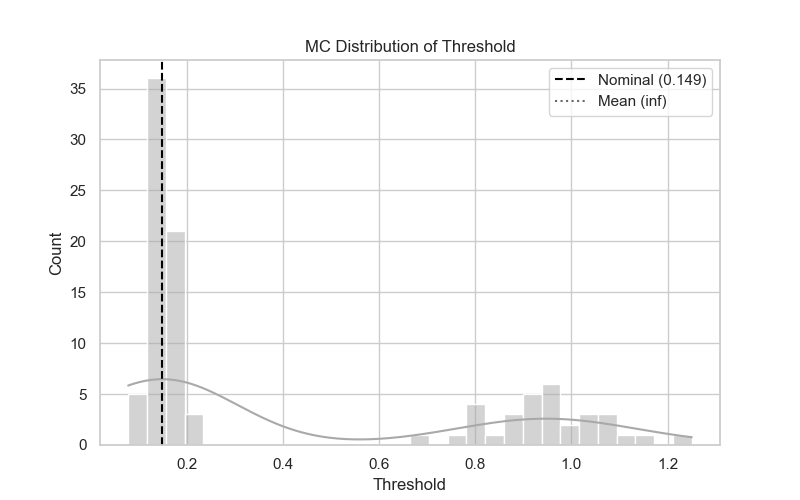 MC Distribution of Threshold
Nominal (0.149)
Mean (inf)
Count
35
30
25
20
15
10
5
0
0.2 0.4 0.6 0.8 1.0 1.2
Threshold